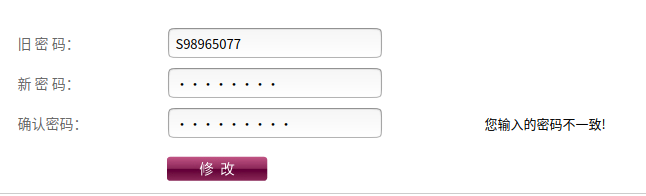 旧 密 码： S98965077
新 密 码： ········
确认密码： ········· 您输入的密码不一致!
修 改